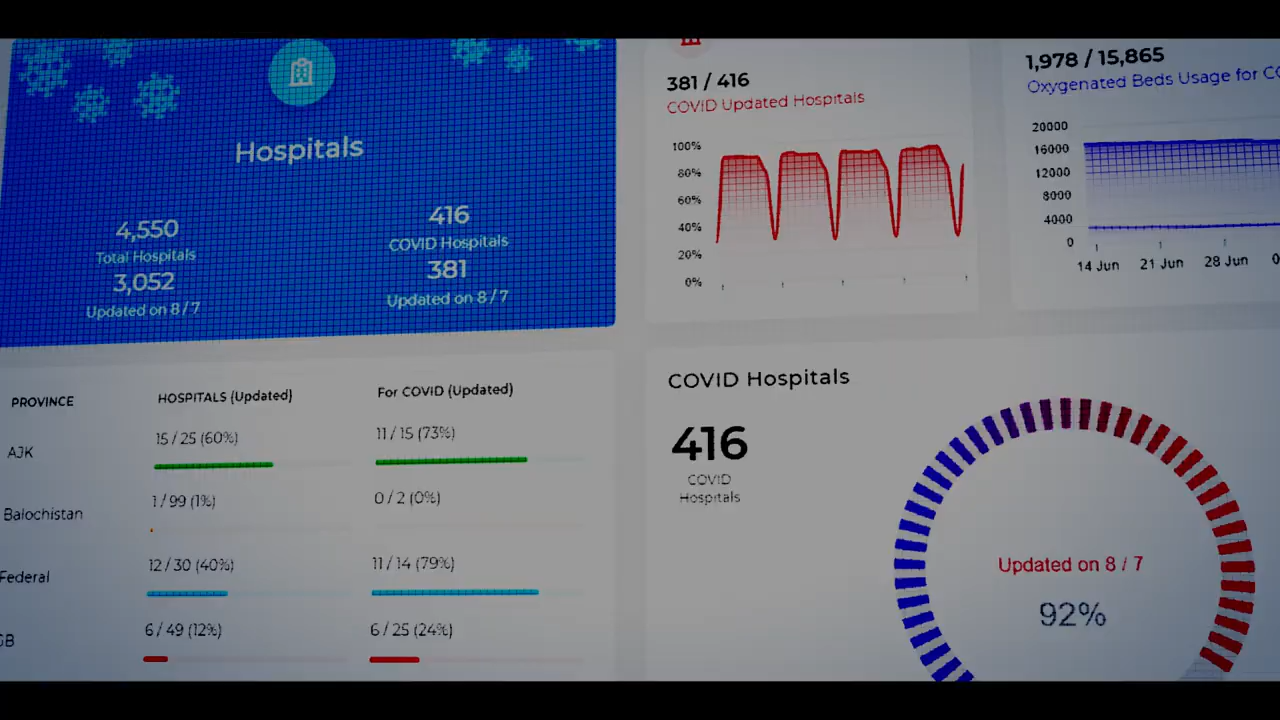 Hospitals
4,550
Total Hospitals
3,052
Updated on 8 / 7
416
COVID Hospitals
381
Updated on 8 / 7
381 / 416
COVID Updated Hospitals
100%
80%
60%
40%
20%
0%
1,978 / 15,865
Oxygenated Beds Usage for CO
20000
16000
12000
8000
4000
0
14 Jun 21 Jun 28 Jun 0
PROVINCE HOSPITALS (Updated) For COVID (Updated)
AJK 15 / 25 (60%) 11 / 15 (73%)
Balochistan 1 / 99 (1%) 0 / 2 (0%)
Federal 12 / 30 (40%) 11 / 14 (79%)
GB 6 / 49 (12%) 6 / 25 (24%)
COVID Hospitals
416
COVID
Hospitals
Updated on 8 / 7
92%